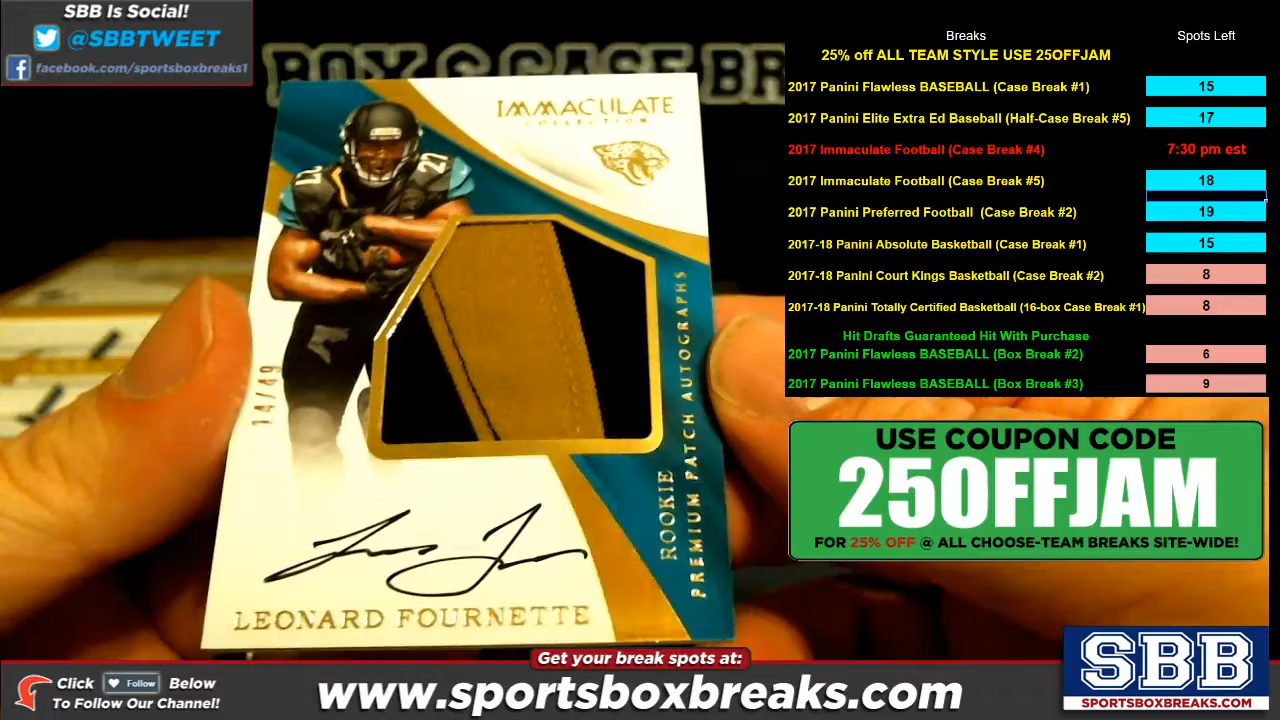 SBB Is Social!
@SBBTWEET
facebook.com/sportsboxbreaks1
BOX & CASE BRE
IMMACULATE
COLLECTION
27
27
14/49
ROOKIE
PREMIUM PATCH AUTOGRAPHS
LEONARD FOURNETTE
Breaks Spots Left
25% off ALL TEAM STYLE USE 25OFFJAM
2017 Panini Flawless BASEBALL (Case Break #1) 15
2017 Panini Elite Extra Ed Baseball (Half-Case Break #5) 17
2017 Immaculate Football (Case Break #4) 7:30 pm est
2017 Immaculate Football (Case Break #5) 18
2017 Panini Preferred Football (Case Break #2) 19
2017-18 Panini Absolute Basketball (Case Break #1) 15
2017-18 Panini Court Kings Basketball (Case Break #2) 8
2017-18 Panini Totally Certified Basketball (16-box Case Break #1) 8
Hit Drafts Guaranteed Hit With Purchase
2017 Panini Flawless BASEBALL (Box Break #2) 6
2017 Panini Flawless BASEBALL (Box Break #3) 9
USE COUPON CODE
25OFFJAM
FOR 25% OFF @ ALL CHOOSE-TEAM BREAKS SITE-WIDE!
Get your break spots at:
Click Follow Below
To Follow Our Channel!
www.sportsboxbreaks.com
SBB
SPORTSBOXBREAKS.COM